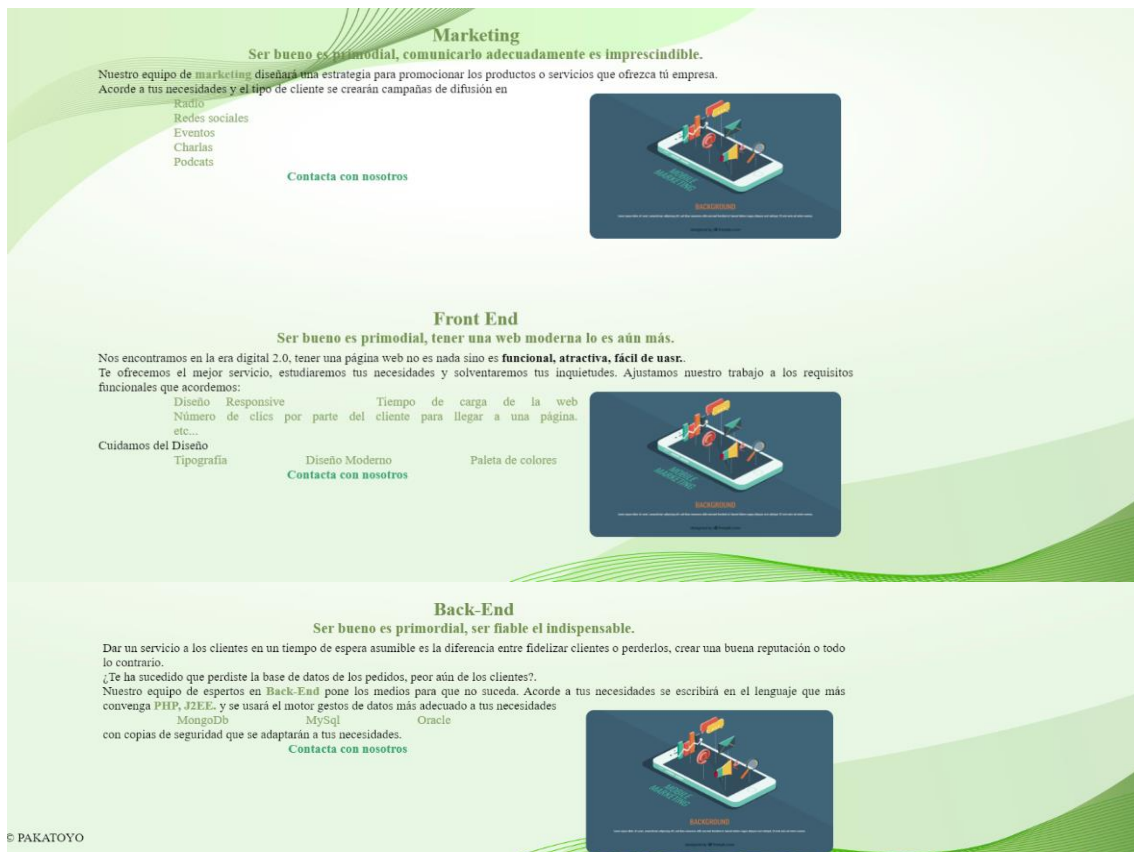 Marketing
Ser bueno es primodial, comunicarlo adecuadamente es imprescindible.
Nuestro equipo de marketing diseñará una estrategia para promocionar los productos o servicios que ofrezca tú empresa.
Acorde a tus necesidades y el tipo de cliente se crearán campañas de difusión en
Radio
Redes sociales
Eventos
Charlas
Podcats
Contacta con nosotros
MOBILE
MARKETING
BACKGROUND
Front End
Ser bueno es primodial, tener una web moderna lo es aún más.
Nos encontramos en la era digital 2.0, tener una página web no es nada sino es funcional, atractiva, fácil de uasr..
Te ofrecemos el mejor servicio, estudiaremos tus necesidades y solventaremos tus inquietudes. Ajustamos nuestro trabajo a los requisitos
funcionales que acordemos:
Diseño Responsive Tiempo de carga de la web
Número de clics por parte del cliente para llegar a una página.
etc...
Cuidamos del Diseño
Tipografía Diseño Moderno Paleta de colores
Contacta con nosotros
MOBILE
MARKETING
BACKGROUND
Back-End
Ser bueno es primordial, ser fiable el indispensable.
Dar un servicio a los clientes en un tiempo de espera asumible es la diferencia entre fidelizar clientes o perderlos, crear una buena reputación o todo
lo contrario.
¿Te ha sucedido que perdiste la base de datos de los pedidos, peor aún de los clientes?.
Nuestro equipo de espertos en Back-End pone los medios para que no suceda. Acorde a tus necesidades se escribirá en el lenguaje que más
convenga PHP, J2EE. y se usará el motor gestos de datos más adecuado a tus necesidades
MongoDb MySql Oracle
con copias de seguridad que se adaptarán a tus necesidades.
Contacta con nosotros
MOBILE
MARKETING
BACKGROUND
© PAKATOYO